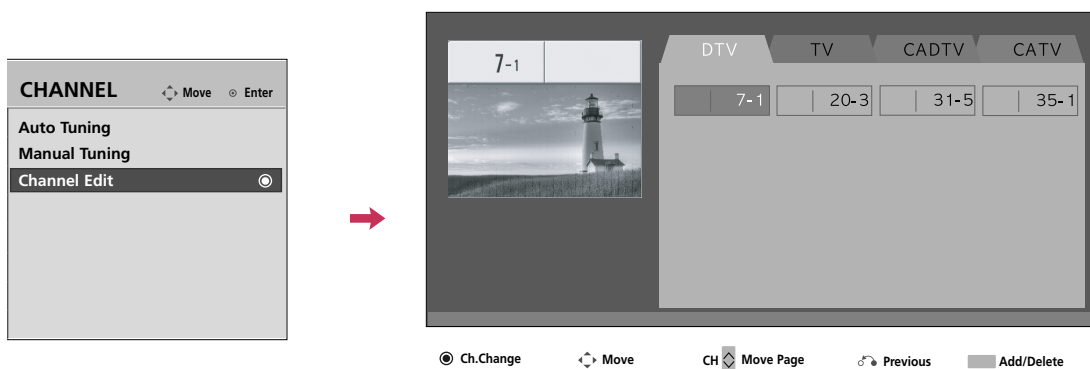 CHANNEL Move Enter
Auto Tuning
Manual Tuning
Channel Edit
7-1
DTV TV CADTV CATV
7-1 20-3 31-5 35-1
Ch.Change Move CH Move Page Previous Add/Delete